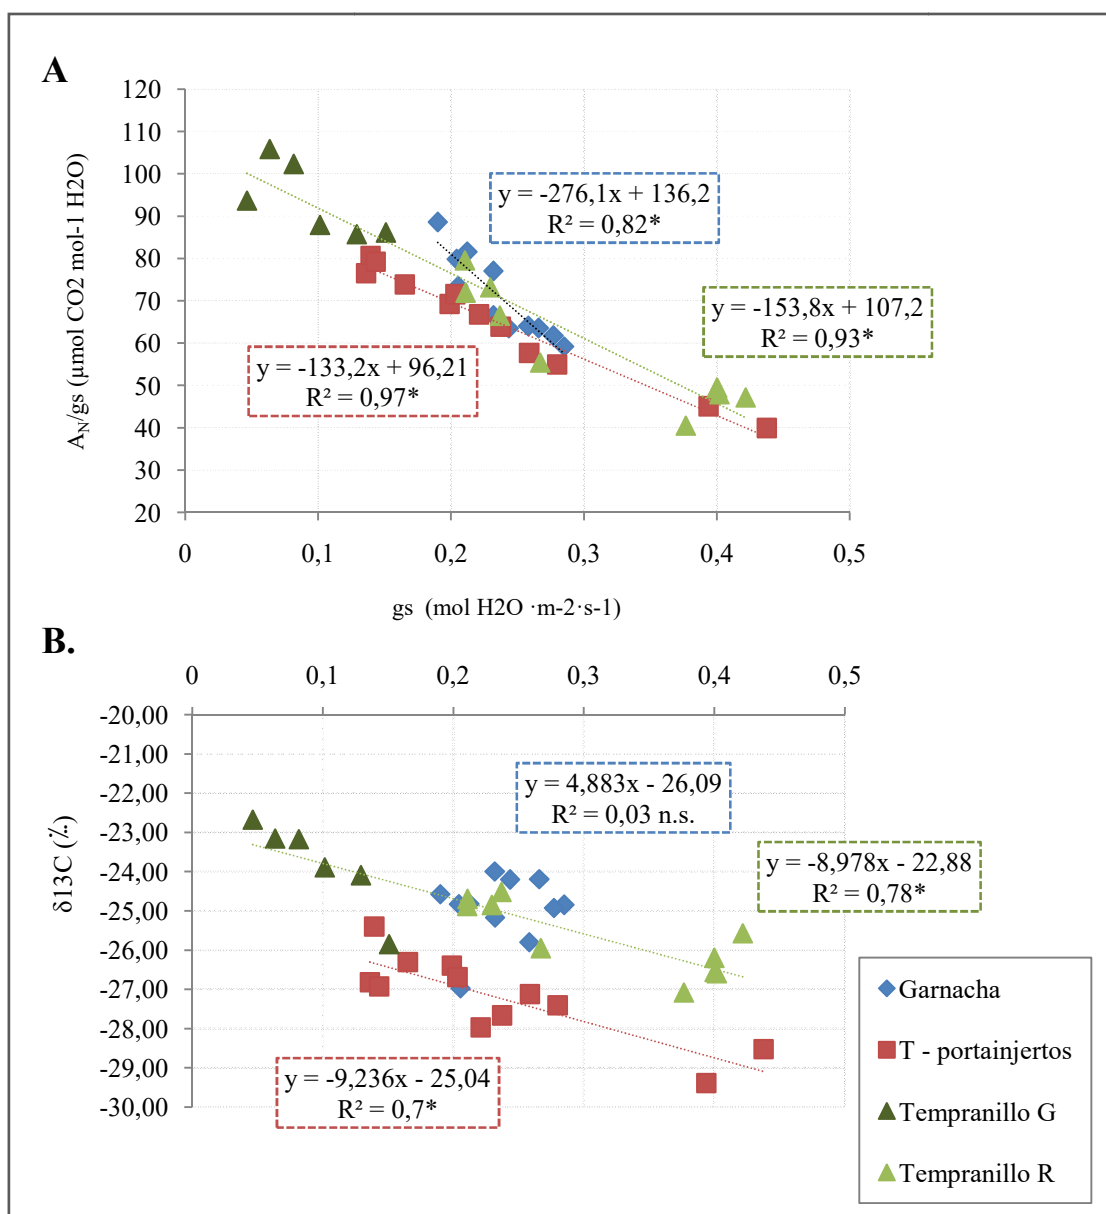 A
120
110
100
90
80
70
60
50
40
30
20
A_N/gs (µmol CO2 mol-1 H2O)
y = -276,1x + 136,2
R² = 0,82*
y = -153,8x + 107,2
R² = 0,93*
y = -133,2x + 96,21
R² = 0,97*
0 0,1 0,2 0,3 0,4 0,5
gs (mol H2O ·m-2·s-1)
B.
0 0,1 0,2 0,3 0,4 0,5
-20,00
-21,00
-22,00
-23,00
-24,00
-25,00
-26,00
-27,00
-28,00
-29,00
-30,00
δ13C (‰)
y = 4,883x - 26,09
R² = 0,03 n.s.
y = -8,978x - 22,88
R² = 0,78*
y = -9,236x - 25,04
R² = 0,7*
Garnacha
T - portainjertos
Tempranillo G
Tempranillo R